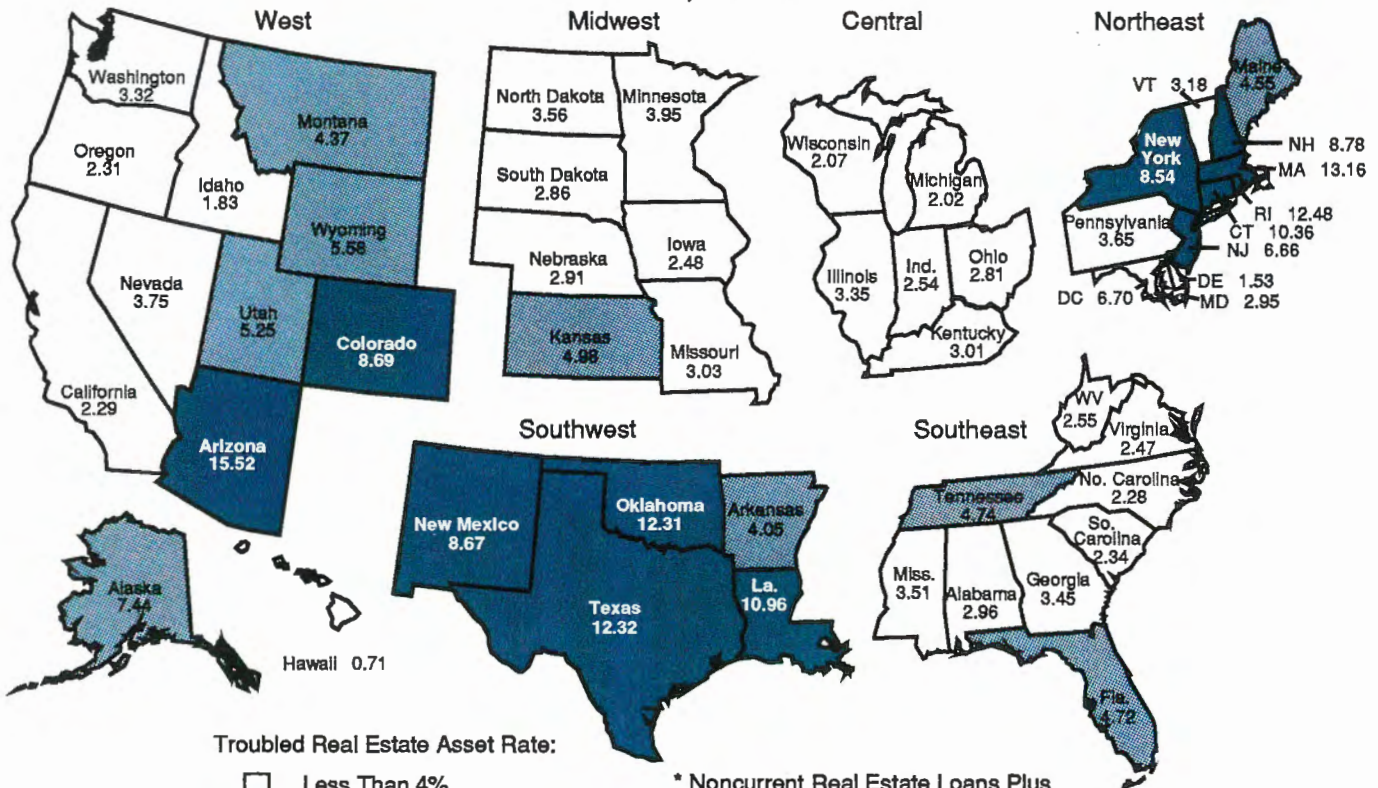 West
Midwest
Central
Northeast
Washington
3.32
Oregon
2.31
Idaho
1.83
Montana
4.37
Wyoming
5.58
Nevada
3.75
Utah
5.25
Colorado
8.69
California
2.29
Arizona
15.52
Alaska
7.44
Hawaii 0.71
North Dakota
3.56
Minnesota
3.95
South Dakota
2.86
Nebraska
2.91
Iowa
2.48
Kansas
4.98
Missouri
3.03
Wisconsin
2.07
Michigan
2.02
Illinois
3.35
Ind.
2.54
Ohio
2.81
Kentucky
3.01
Maine
4.55
VT 3.18
New
York
8.54
NH 8.78
MA 13.16
RI 12.48
CT 10.36
NJ 6.66
Pennsylvania
3.65
DE 1.53
DC 6.70
MD 2.95
Southwest
New Mexico
8.67
Oklahoma
12.31
Arkansas
4.05
Texas
12.32
La.
10.96
Southeast
WV
2.55
Virginia
2.47
No. Carolina
2.28
Tennessee
4.74
So.
Carolina
2.34
Miss.
3.51
Alabama
2.96
Georgia
3.45
Fla.
4.72
Troubled Real Estate Asset Rate:
Less Than 4%
* Noncurrent Real Estate Loans Plus